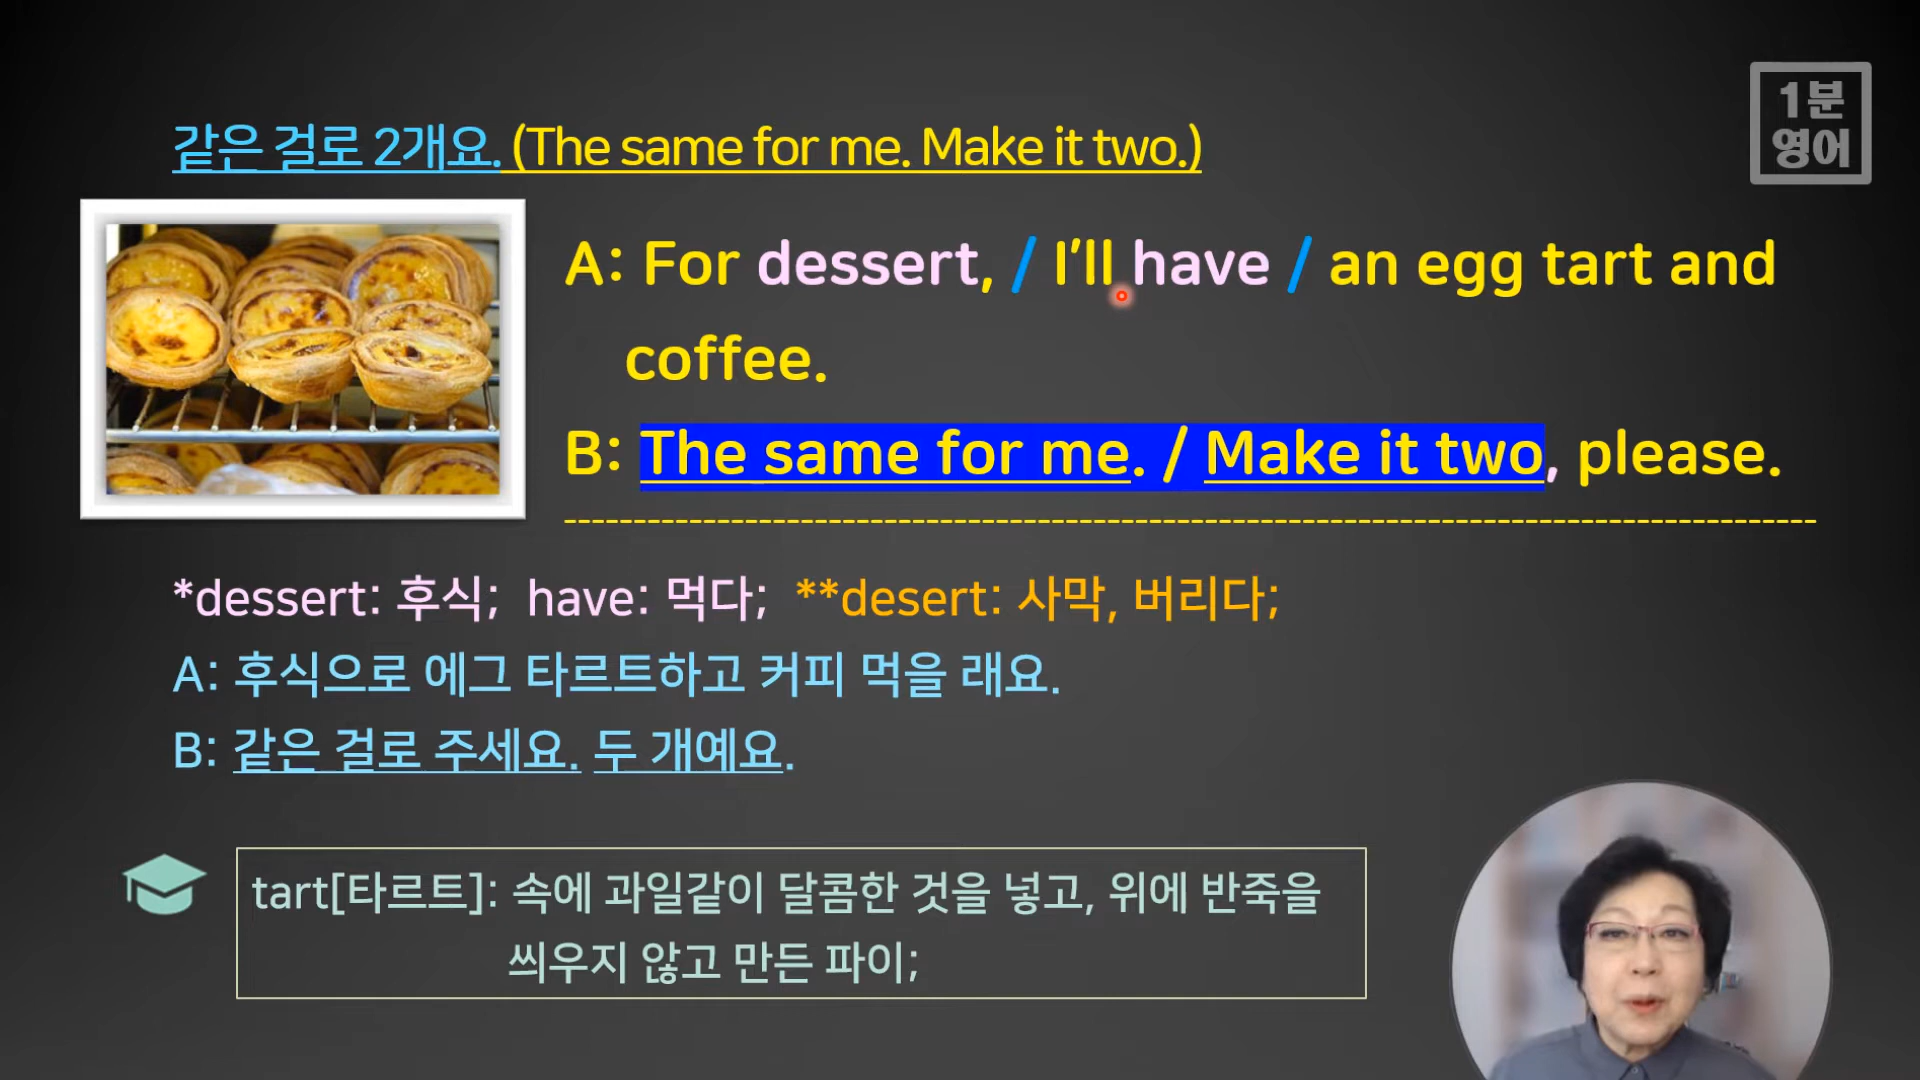 1분
영어
같은 걸로 2개요. (The same for me. Make it two.)
A: For dessert, / I'll have / an egg tart and
coffee.
B: The same for me. / Make it two, please.
*dessert: 후식; have: 먹다; **desert: 사막, 버리다;
A: 후식으로 에그 타르트하고 커피 먹을 래요.
B: 같은 걸로 주세요. 두 개예요.
tart[타르트]: 속에 과일같이 달콤한 것을 넣고, 위에 반죽을
씌우지 않고 만든 파이;